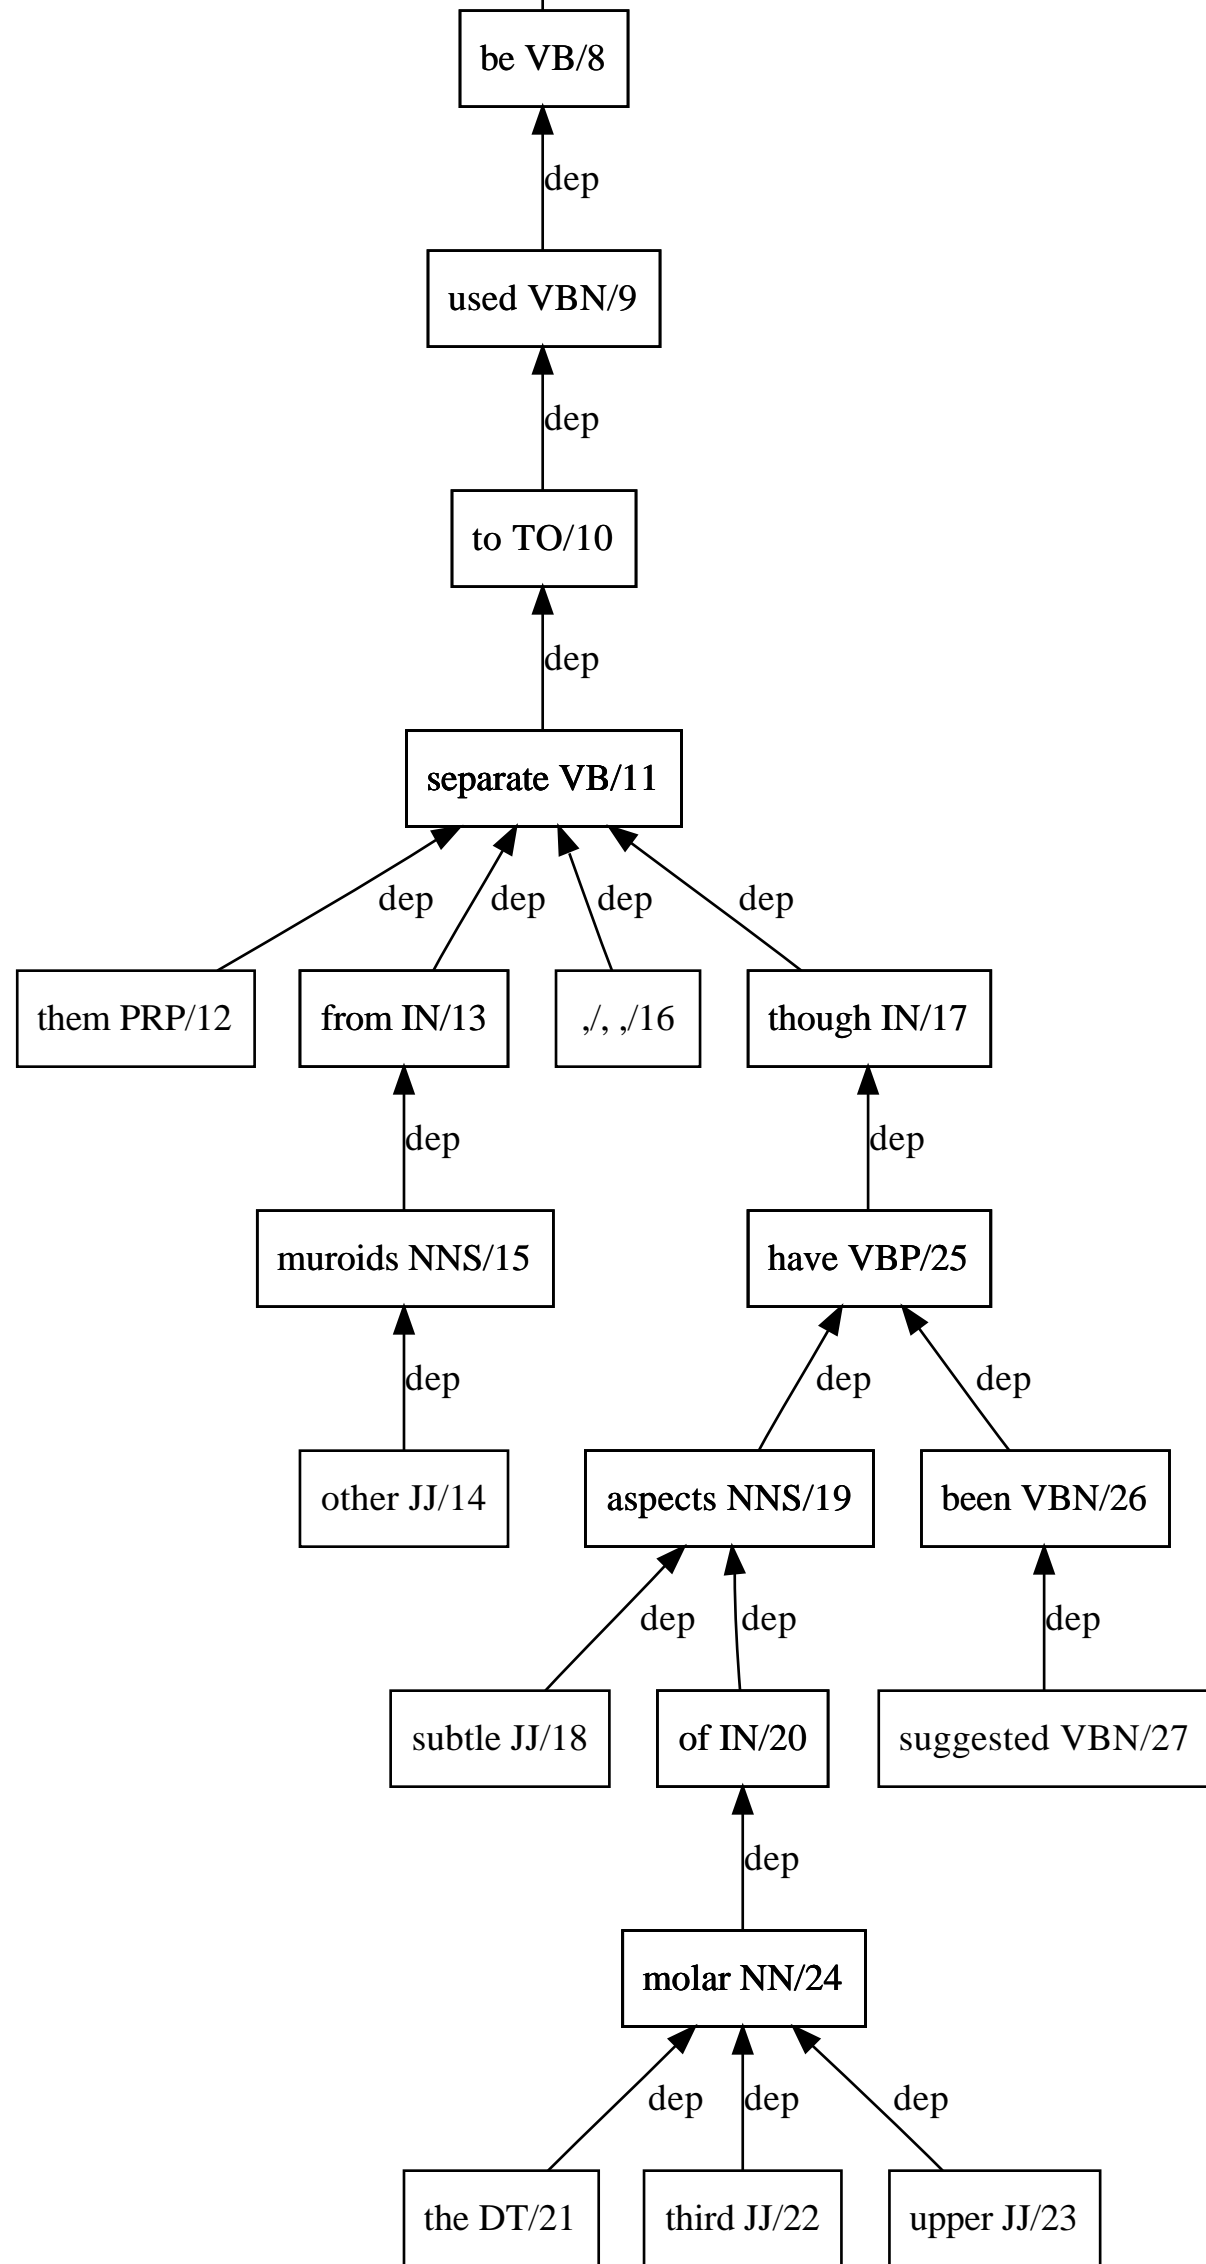 be VB/8
dep
used VBN/9
dep
to TO/10
dep
separate VB/11
dep dep dep dep
them PRP/12 from IN/13 ,/, ,/16 though IN/17
dep dep
muroids NNS/15 have VBP/25
dep dep dep
other JJ/14 aspects NNS/19 been VBN/26
dep dep dep
subtle JJ/18 of IN/20 suggested VBN/27
dep
molar NN/24
dep dep dep
the DT/21 third JJ/22 upper JJ/23